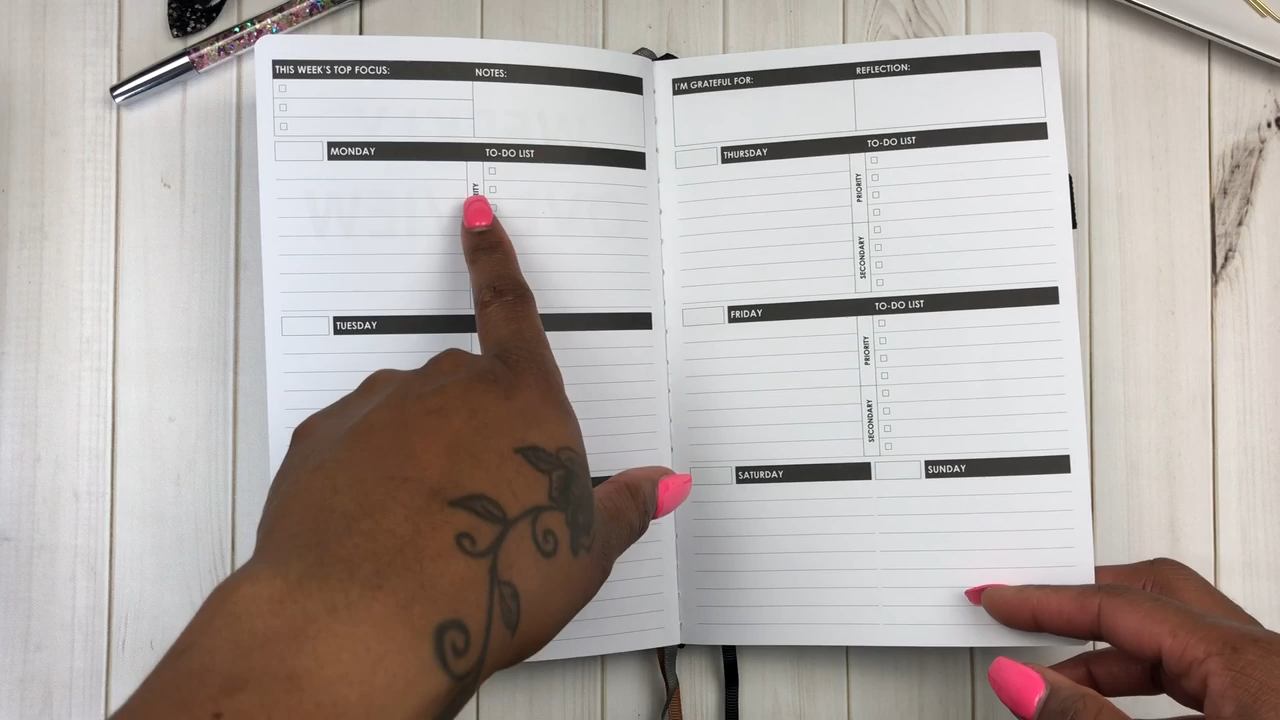 THIS WEEK'S TOP FOCUS: NOTES:
MONDAY TO-DO LIST
TUESDAY
I'M GRATEFUL FOR: REFLECTION:
THURSDAY TO-DO LIST
PRIORITY
SECONDARY
FRIDAY TO-DO LIST
PRIORITY
SECONDARY
SATURDAY SUNDAY